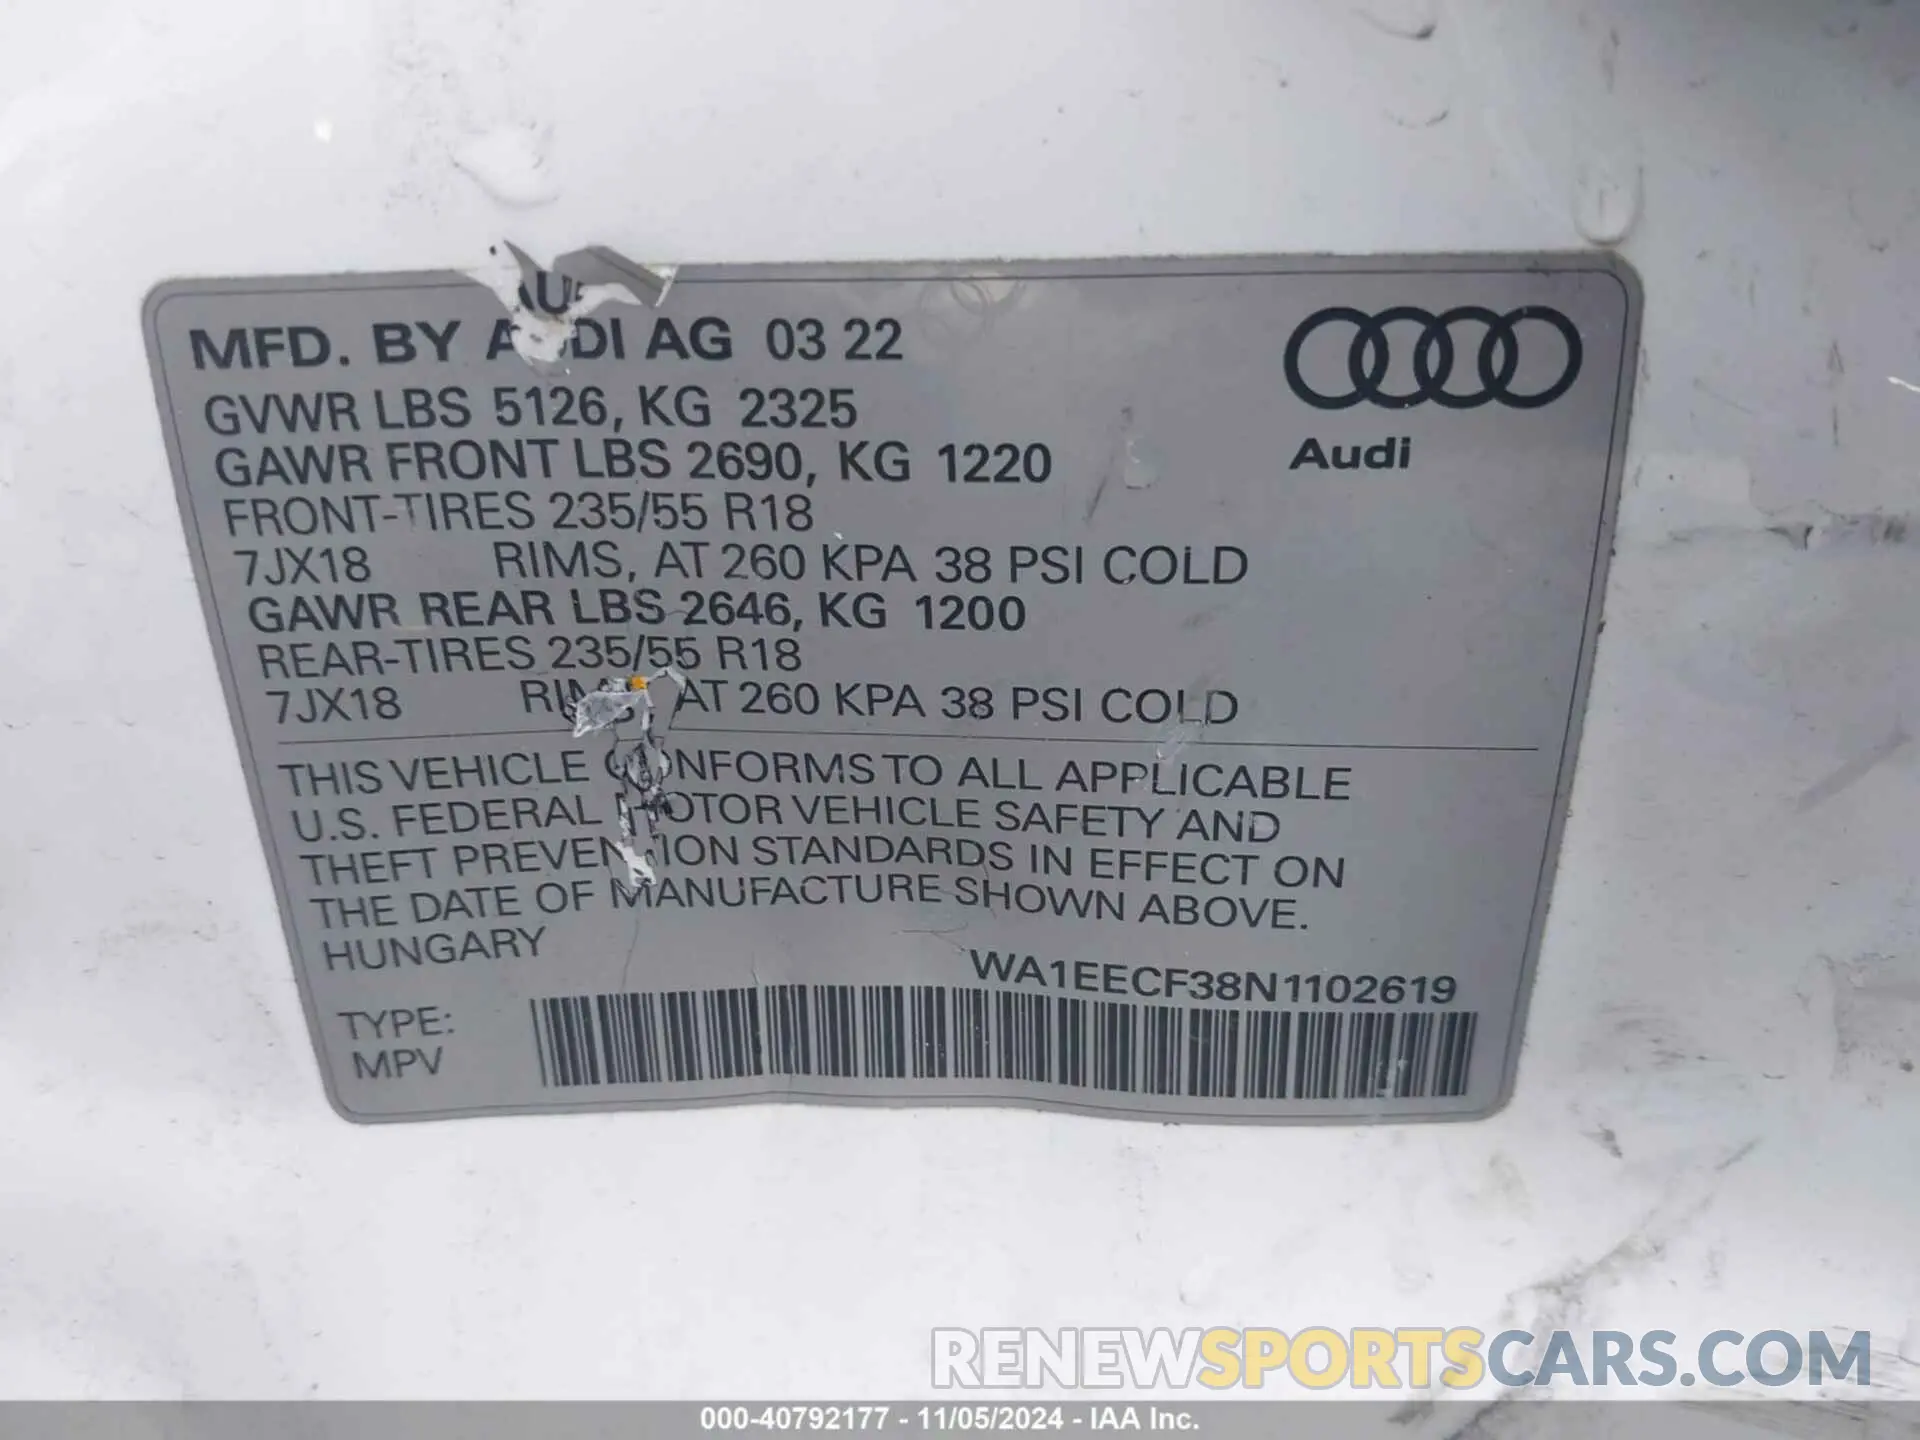 AU
MFD. BY AUDI AG 03 22
GVWR LBS 5126, KG 2325
GAWR FRONT LBS 2690, KG 1220
FRONT-TIRES 235/55 R18
7JX18 RIMS, AT 260 KPA 38 PSI COLD
GAWR REAR LBS 2646, KG 1200
REAR-TIRES 235/55 R18
7JX18 RIMS, AT 260 KPA 38 PSI COLD
Audi
THIS VEHICLE CONFORMS TO ALL APPLICABLE
U.S. FEDERAL MOTOR VEHICLE SAFETY AND
THEFT PREVENTION STANDARDS IN EFFECT ON
THE DATE OF MANUFACTURE SHOWN ABOVE.
HUNGARY
WA1EECF38N1102619
TYPE:
MPV
RENEWSPORTSCARS.COM
000-40792177 - 11/05/2024 - IAA Inc.